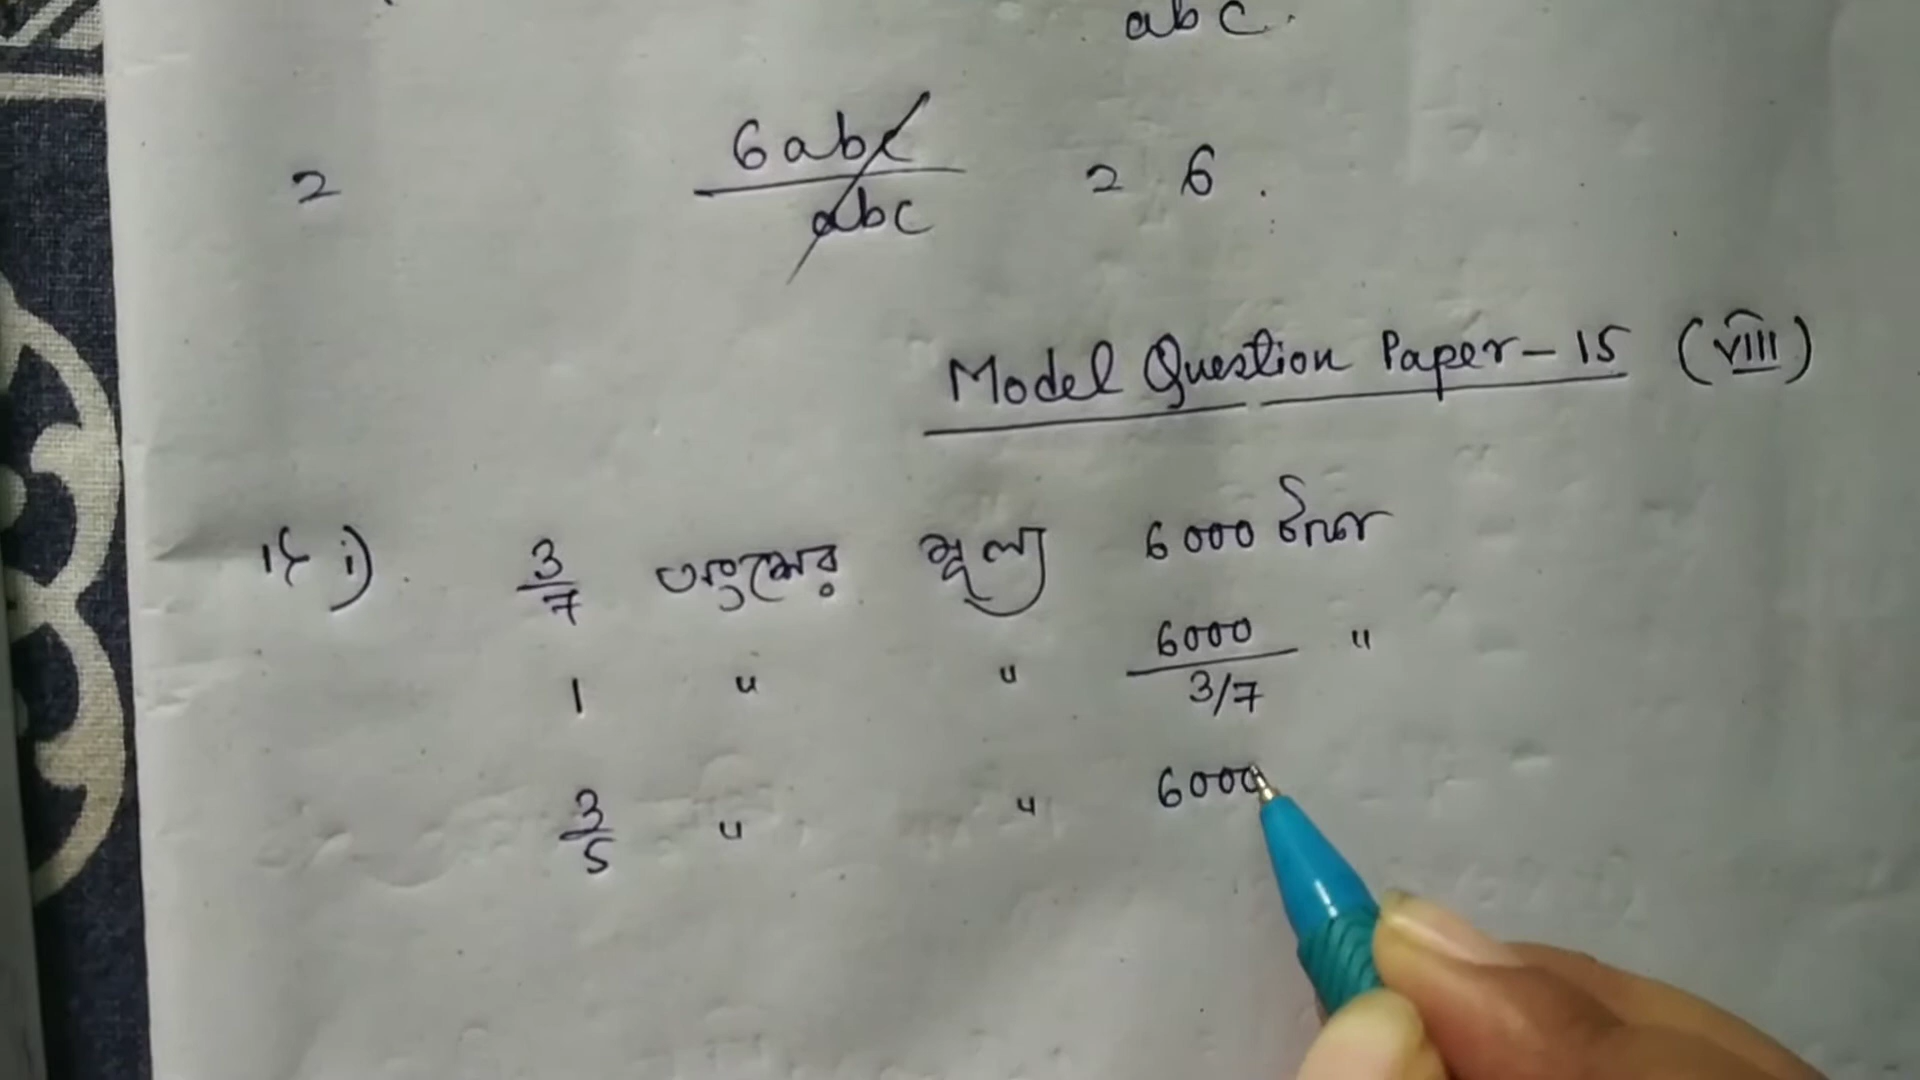 abc.
= 6abc/abc = 6.
Model Question Paper - 15 (VIII)
1) i) 3/7 অংশের মূল্য 6000 টাকা
1 " " 6000/3/7 "
3/5 " " 6000